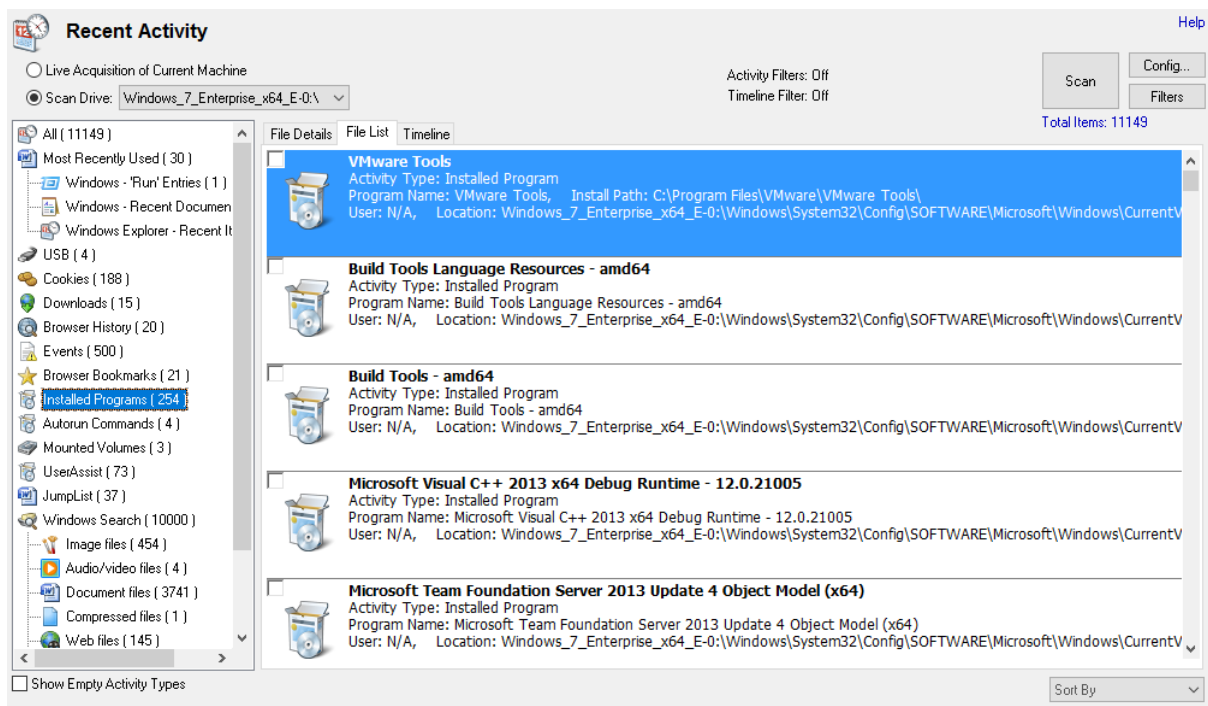 Recent Activity
Help
Live Acquisition of Current Machine
Scan Drive: Windows_7_Enterprise_x64_E-0:\
Activity Filters: Off
Timeline Filter: Off
Scan
Config...
Filters
Total Items: 11149
All ( 11149 )
Most Recently Used ( 30 )
Windows - 'Run' Entries ( 1 )
Windows - Recent Documen
Windows Explorer - Recent It
USB ( 4 )
Cookies ( 188 )
Downloads ( 15 )
Browser History ( 20 )
Events ( 500 )
Browser Bookmarks ( 21 )
Installed Programs ( 254 )
Autorun Commands ( 4 )
Mounted Volumes ( 3 )
UserAssist ( 73 )
JumpList ( 37 )
Windows Search ( 10000 )
Image files ( 454 )
Audio/video files ( 4 )
Document files ( 3741 )
Compressed files ( 1 )
Web files ( 145 )
Show Empty Activity Types
File Details File List Timeline
VMware Tools
Activity Type: Installed Program
Program Name: VMware Tools, Install Path: C:\Program Files\VMware\VMware Tools\
User: N/A, Location: Windows_7_Enterprise_x64_E-0:\Windows\System32\Config\SOFTWARE\Microsoft\Windows\CurrentV
Build Tools Language Resources - amd64
Activity Type: Installed Program
Program Name: Build Tools Language Resources - amd64
User: N/A, Location: Windows_7_Enterprise_x64_E-0:\Windows\System32\Config\SOFTWARE\Microsoft\Windows\CurrentV
Build Tools - amd64
Activity Type: Installed Program
Program Name: Build Tools - amd64
User: N/A, Location: Windows_7_Enterprise_x64_E-0:\Windows\System32\Config\SOFTWARE\Microsoft\Windows\CurrentV
Microsoft Visual C++ 2013 x64 Debug Runtime - 12.0.21005
Activity Type: Installed Program
Program Name: Microsoft Visual C++ 2013 x64 Debug Runtime - 12.0.21005
User: N/A, Location: Windows_7_Enterprise_x64_E-0:\Windows\System32\Config\SOFTWARE\Microsoft\Windows\CurrentV
Microsoft Team Foundation Server 2013 Update 4 Object Model (x64)
Activity Type: Installed Program
Program Name: Microsoft Team Foundation Server 2013 Update 4 Object Model (x64)
User: N/A, Location: Windows_7_Enterprise_x64_E-0:\Windows\System32\Config\SOFTWARE\Microsoft\Windows\CurrentV
Sort By